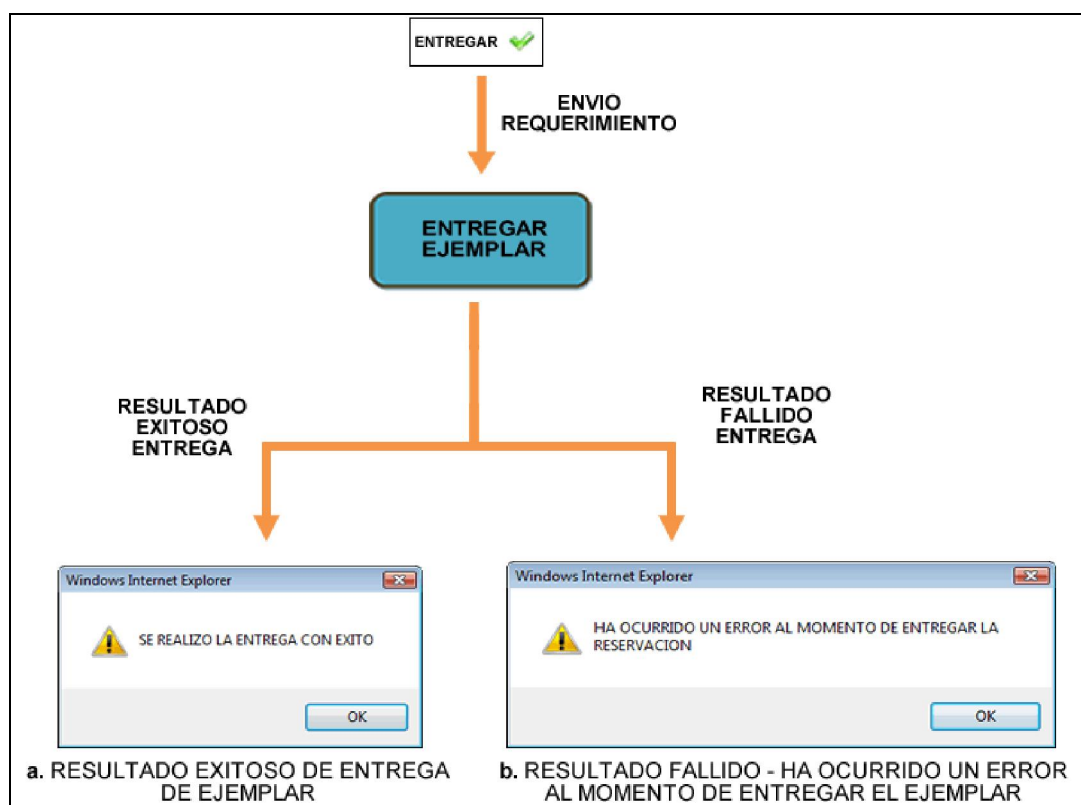 ENTREGAR
ENVIO
REQUERIMIENTO
ENTREGAR
EJEMPLAR
RESULTADO
EXITOSO
ENTREGA
RESULTADO
FALLIDO
ENTREGA
Windows Internet Explorer
SE REALIZO LA ENTREGA CON EXITO
OK
Windows Internet Explorer
HA OCURRIDO UN ERROR AL MOMENTO DE ENTREGAR LA
RESERVACION
OK
a. RESULTADO EXITOSO DE ENTREGA
DE EJEMPLAR
b. RESULTADO FALLIDO - HA OCURRIDO UN ERROR
AL MOMENTO DE ENTREGAR EL EJEMPLAR